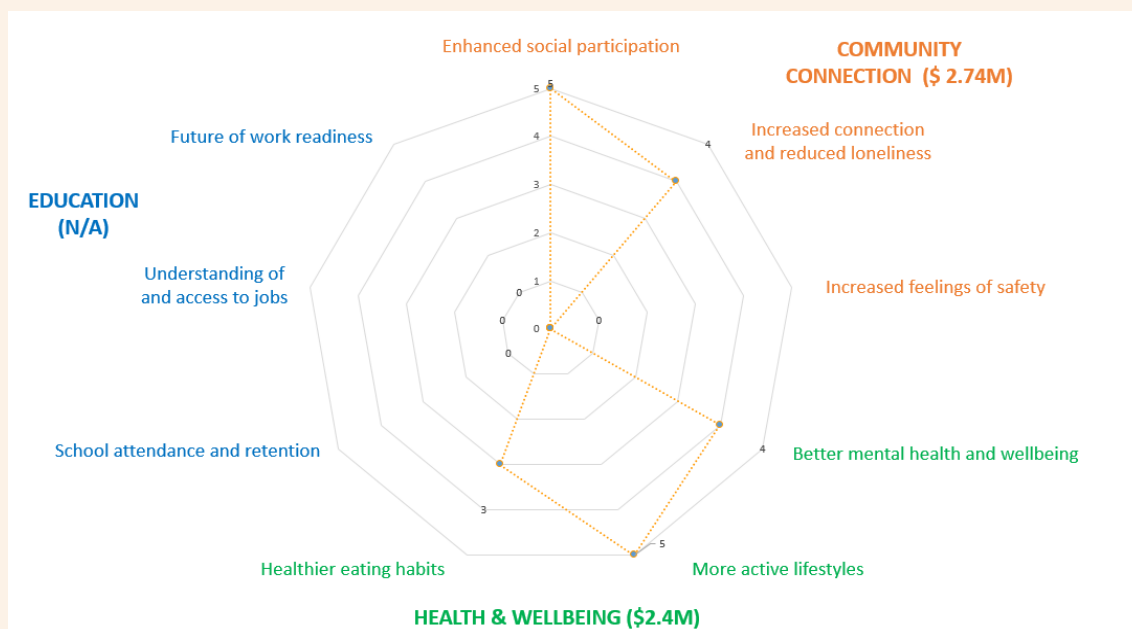 Enhanced social participation
COMMUNITY
CONNECTION ($ 2.74M)
5
5
4
3
2
1
0
Increased connection
and reduced loneliness
4
Future of work readiness
EDUCATION
(N/A)
Understanding of
and access to jobs
Increased feelings of safety
0
0
0
0
School attendance and retention
4
Better mental health and wellbeing
3
5
Healthier eating habits
More active lifestyles
HEALTH & WELLBEING ($2.4M)